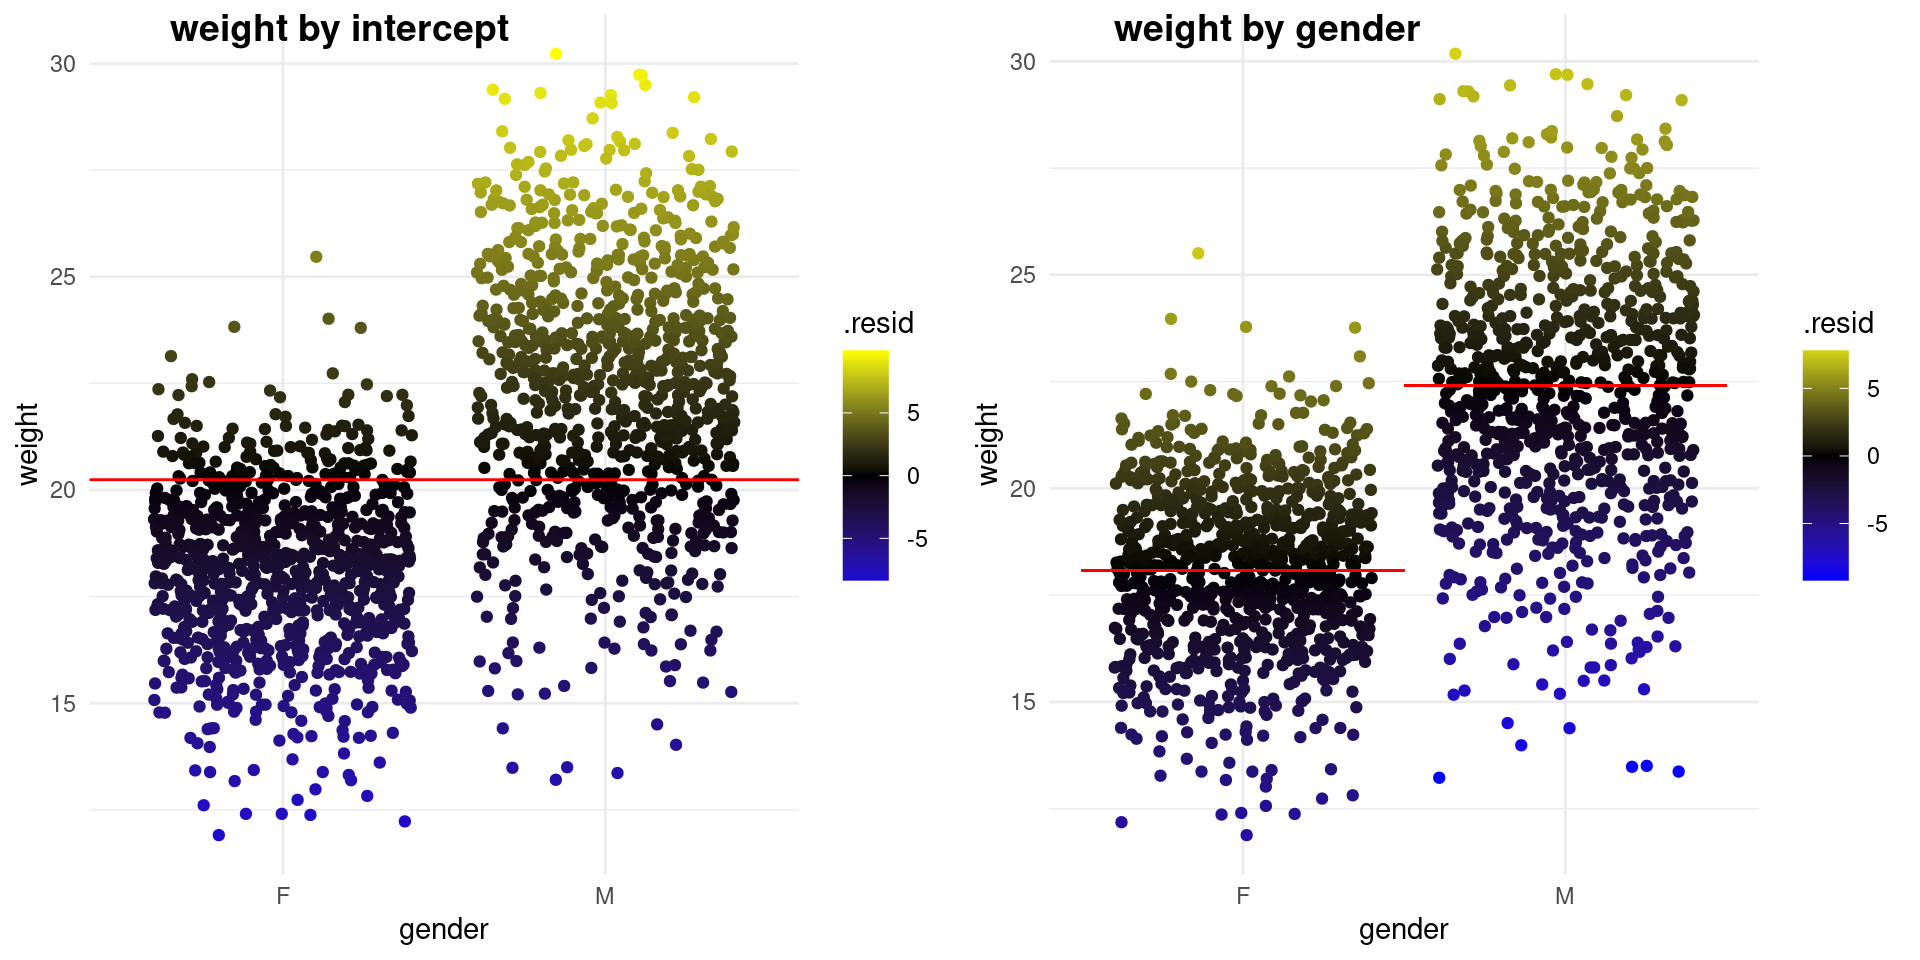 weight by intercept
30
25
20
15
weight
F
M
gender
.resid
5
0
-5
weight by gender
30
25
20
15
weight
F
M
gender
.resid
5
0
-5